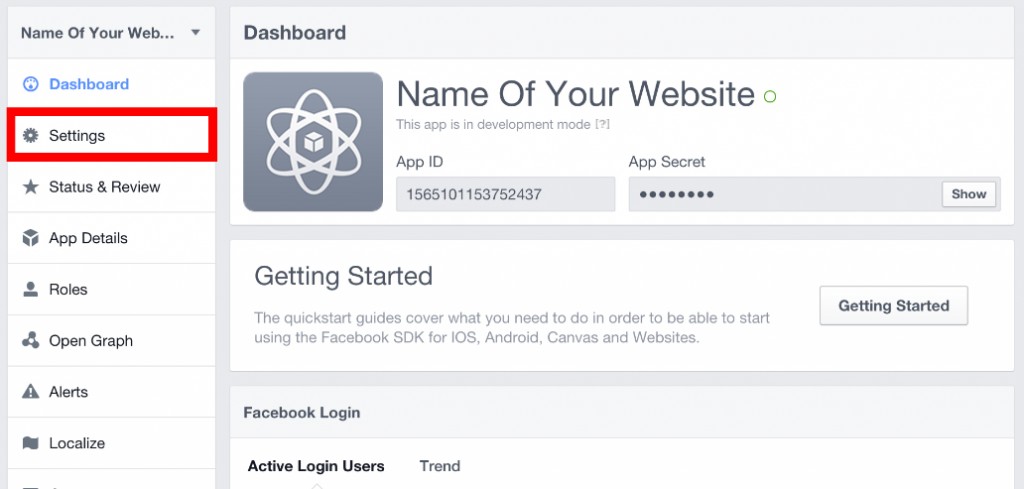 Name Of Your Web...
Dashboard
Settings
Status & Review
App Details
Roles
Open Graph
Alerts
Localize
Dashboard
Name Of Your Website
This app is in development mode [?]
App ID
App Secret
1565101153752437
••••••••
Show
Getting Started
The quickstart guides cover what you need to do in order to be able to start
using the Facebook SDK for IOS, Android, Canvas and Websites.
Getting Started
Facebook Login
Active Login Users
Trend